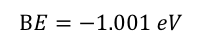 BE = −1.001 eV